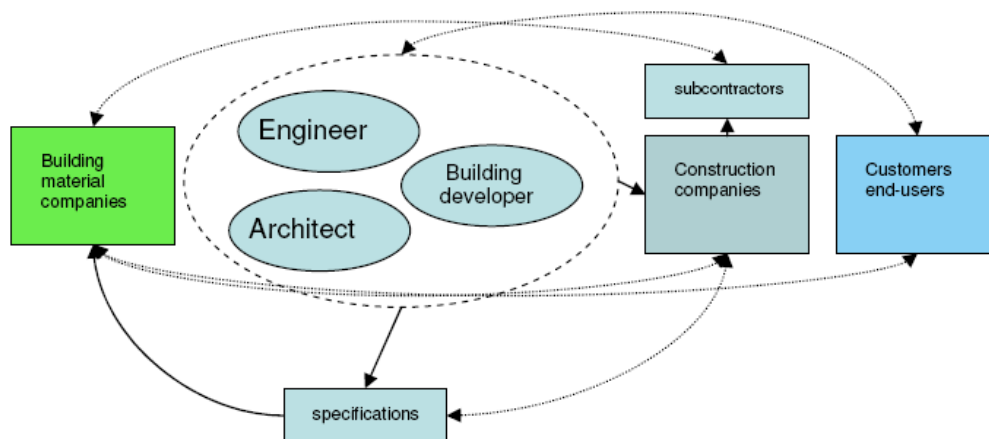 subcontractors
Engineer
Building
material
companies
Building
developer
Construction
companies
Customers
end-users
Architect
specifications